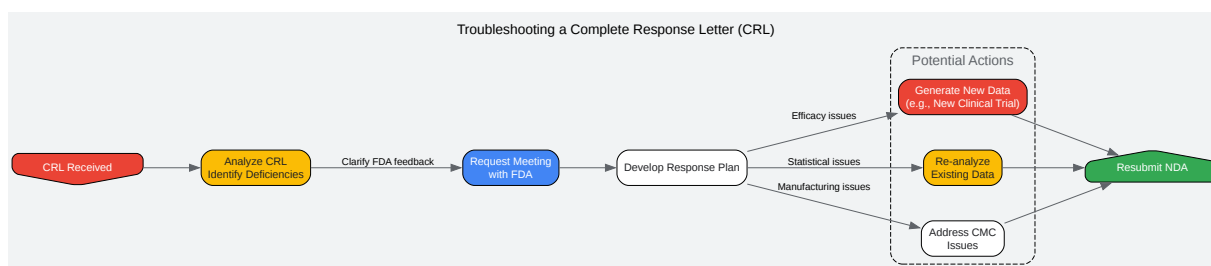 Troubleshooting a Complete Response Letter (CRL)
CRL Received
Analyze CRL
Identify Deficiencies
Clarify FDA feedback
Request Meeting
with FDA
Develop Response Plan
Efficacy issues
Statistical issues
Manufacturing issues
Potential Actions
Generate New Data
(e.g., New Clinical Trial)
Re-analyze
Existing Data
Address CMC
Issues
Resubmit NDA